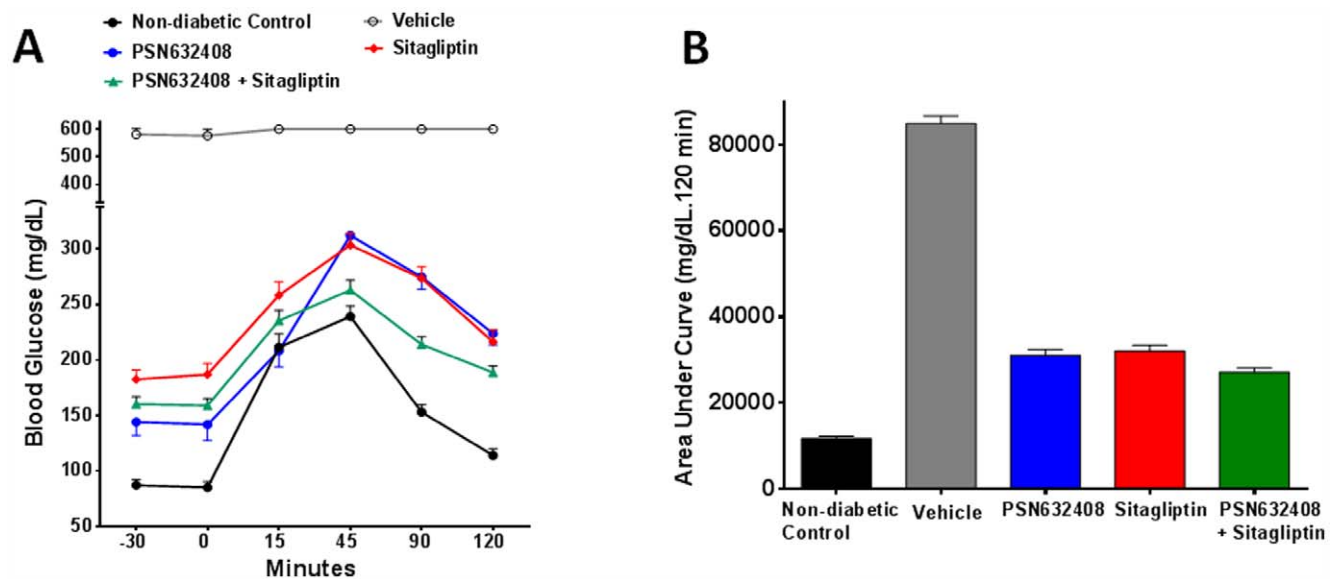 A
Non-diabetic Control
Vehicle
PSN632408
Sitagliptin
PSN632408 + Sitagliptin
Blood Glucose (mg/dL)
600
500
400
300
250
200
150
100
50
-30 0 15 45 90 120
Minutes
B
Area Under Curve (mg/dL.120 min)
80000
60000
40000
20000
0
Non-diabetic
Control
Vehicle
PSN632408
Sitagliptin
PSN632408
+ Sitagliptin